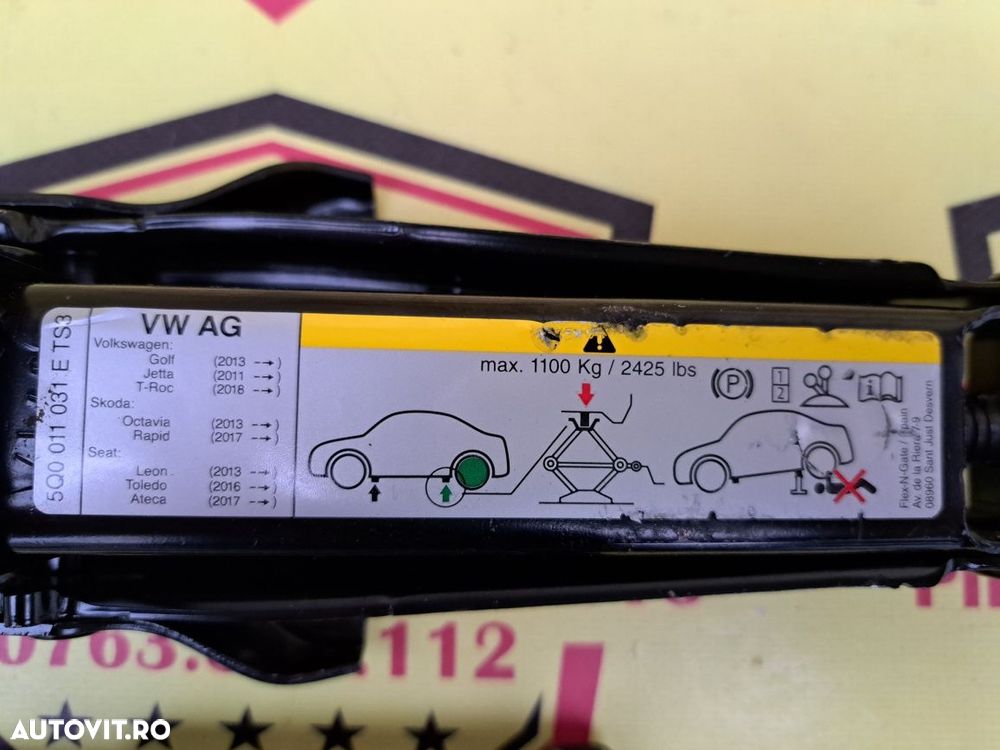 5Q0 011 031 E TS3
VW AG
Volkswagen:
Golf (2013 --➝)
Jetta (2011 --➝)
T-Roc (2018 --➝)
Skoda:
Octavia (2013 --➝)
Rapid (2017 --➝)
Seat:
Leon (2013 --➝)
Toledo (2016 --➝)
Ateca (2017 --➝)
max. 1100 Kg / 2425 lbs
P
1
2
i
Flex-N-Gate / Spain
Av. de la Riera 7-9
08960 Sant Just Desvern
0763.
112
AUTOVIT.RO